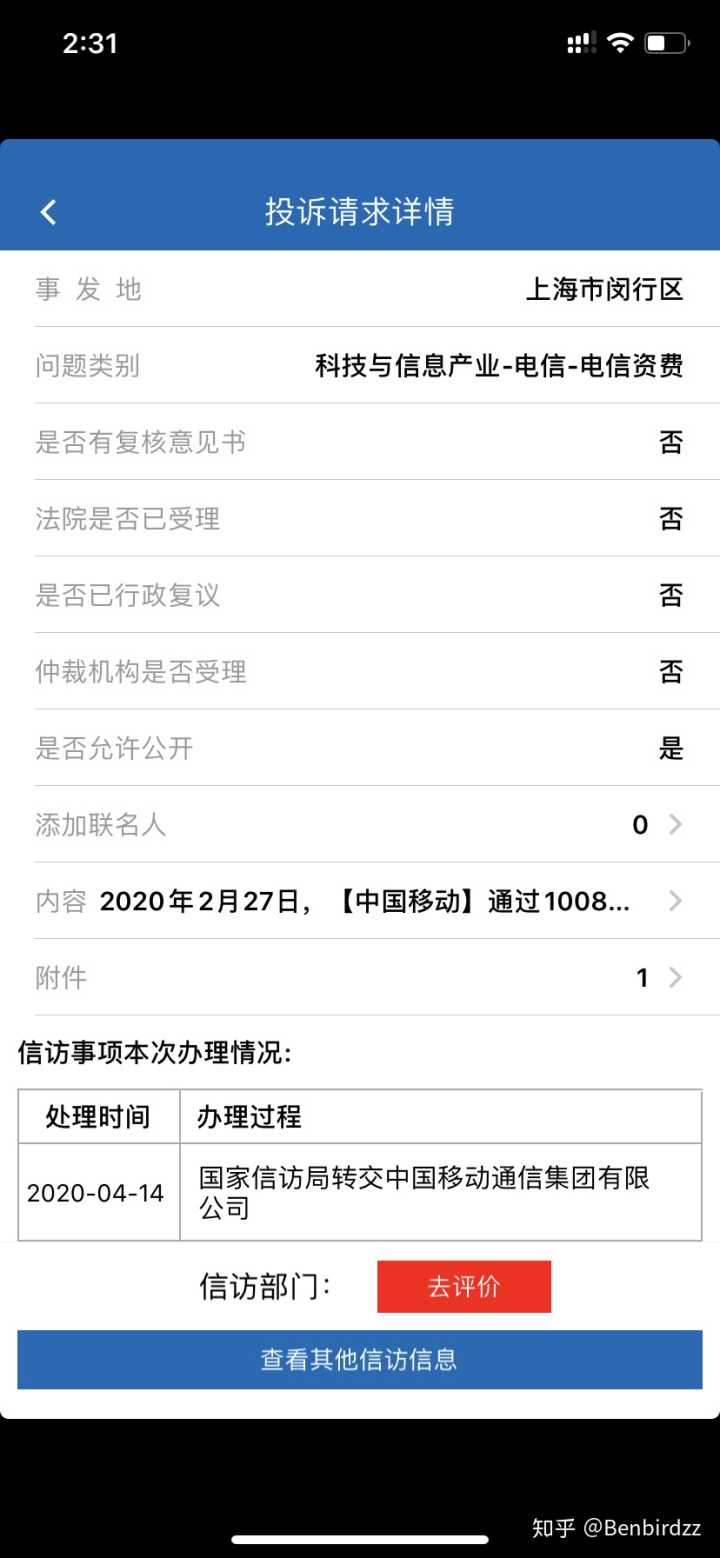 2:31
投诉请求详情
事 发 地 上海市闵行区
问题类别 科技与信息产业-电信-电信资费
是否有复核意见书 否
法院是否已受理 否
是否已行政复议 否
仲裁机构是否受理 否
是否允许公开 是
添加联名人 0
内容 2020年2月27日，【中国移动】通过1008...
附件 1
信访事项本次办理情况:
处理时间 办理过程
2020-04-14 国家信访局转交中国移动通信集团有限
公司
信访部门: 去评价
查看其他信访信息
知乎 @Benbirdzz